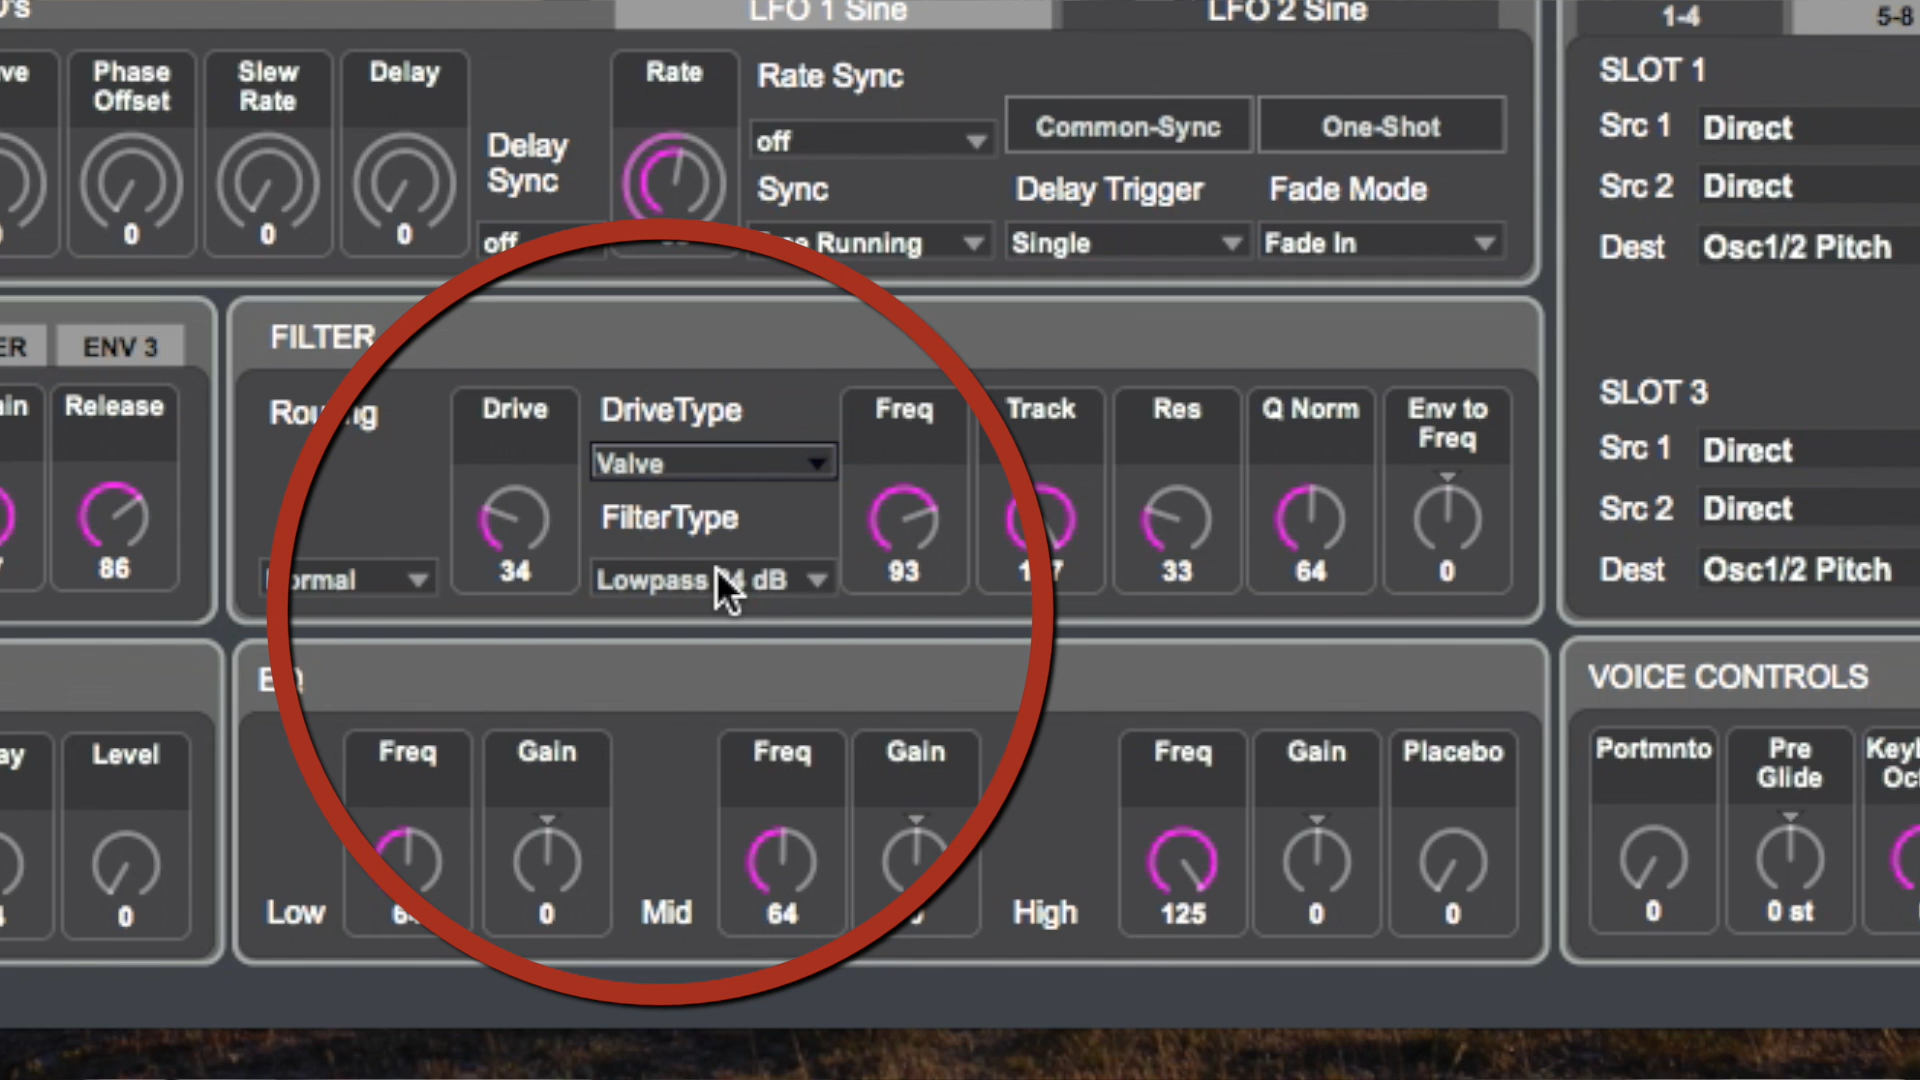 LFO 1 Sine
LFO 2 Sine
1-4
5-8
Phase
Offset
Slew
Rate
Delay
Delay
Sync
off
Rate
Rate Sync
off
Sync
Running
Common-Sync
One-Shot
Delay Trigger
Single
Fade Mode
Fade In
0
0
0
SLOT 1
Src 1 Direct
Src 2 Direct
Dest Osc1/2 Pitch
ENV 3
Release
86
FILTER
Drive
34
DriveType
Valve
FilterType
Lowpass dB
Freq
93
Track
Res
33
Q Norm
64
Env to
Freq
0
SLOT 3
Src 1 Direct
Src 2 Direct
Dest Osc1/2 Pitch
Level
0
Low
Freq
Gain
0
Mid
Freq
64
Gain
High
Freq
125
Gain
0
Placebo
0
VOICE CONTROLS
Portmnto
0
Pre
Glide
0 st